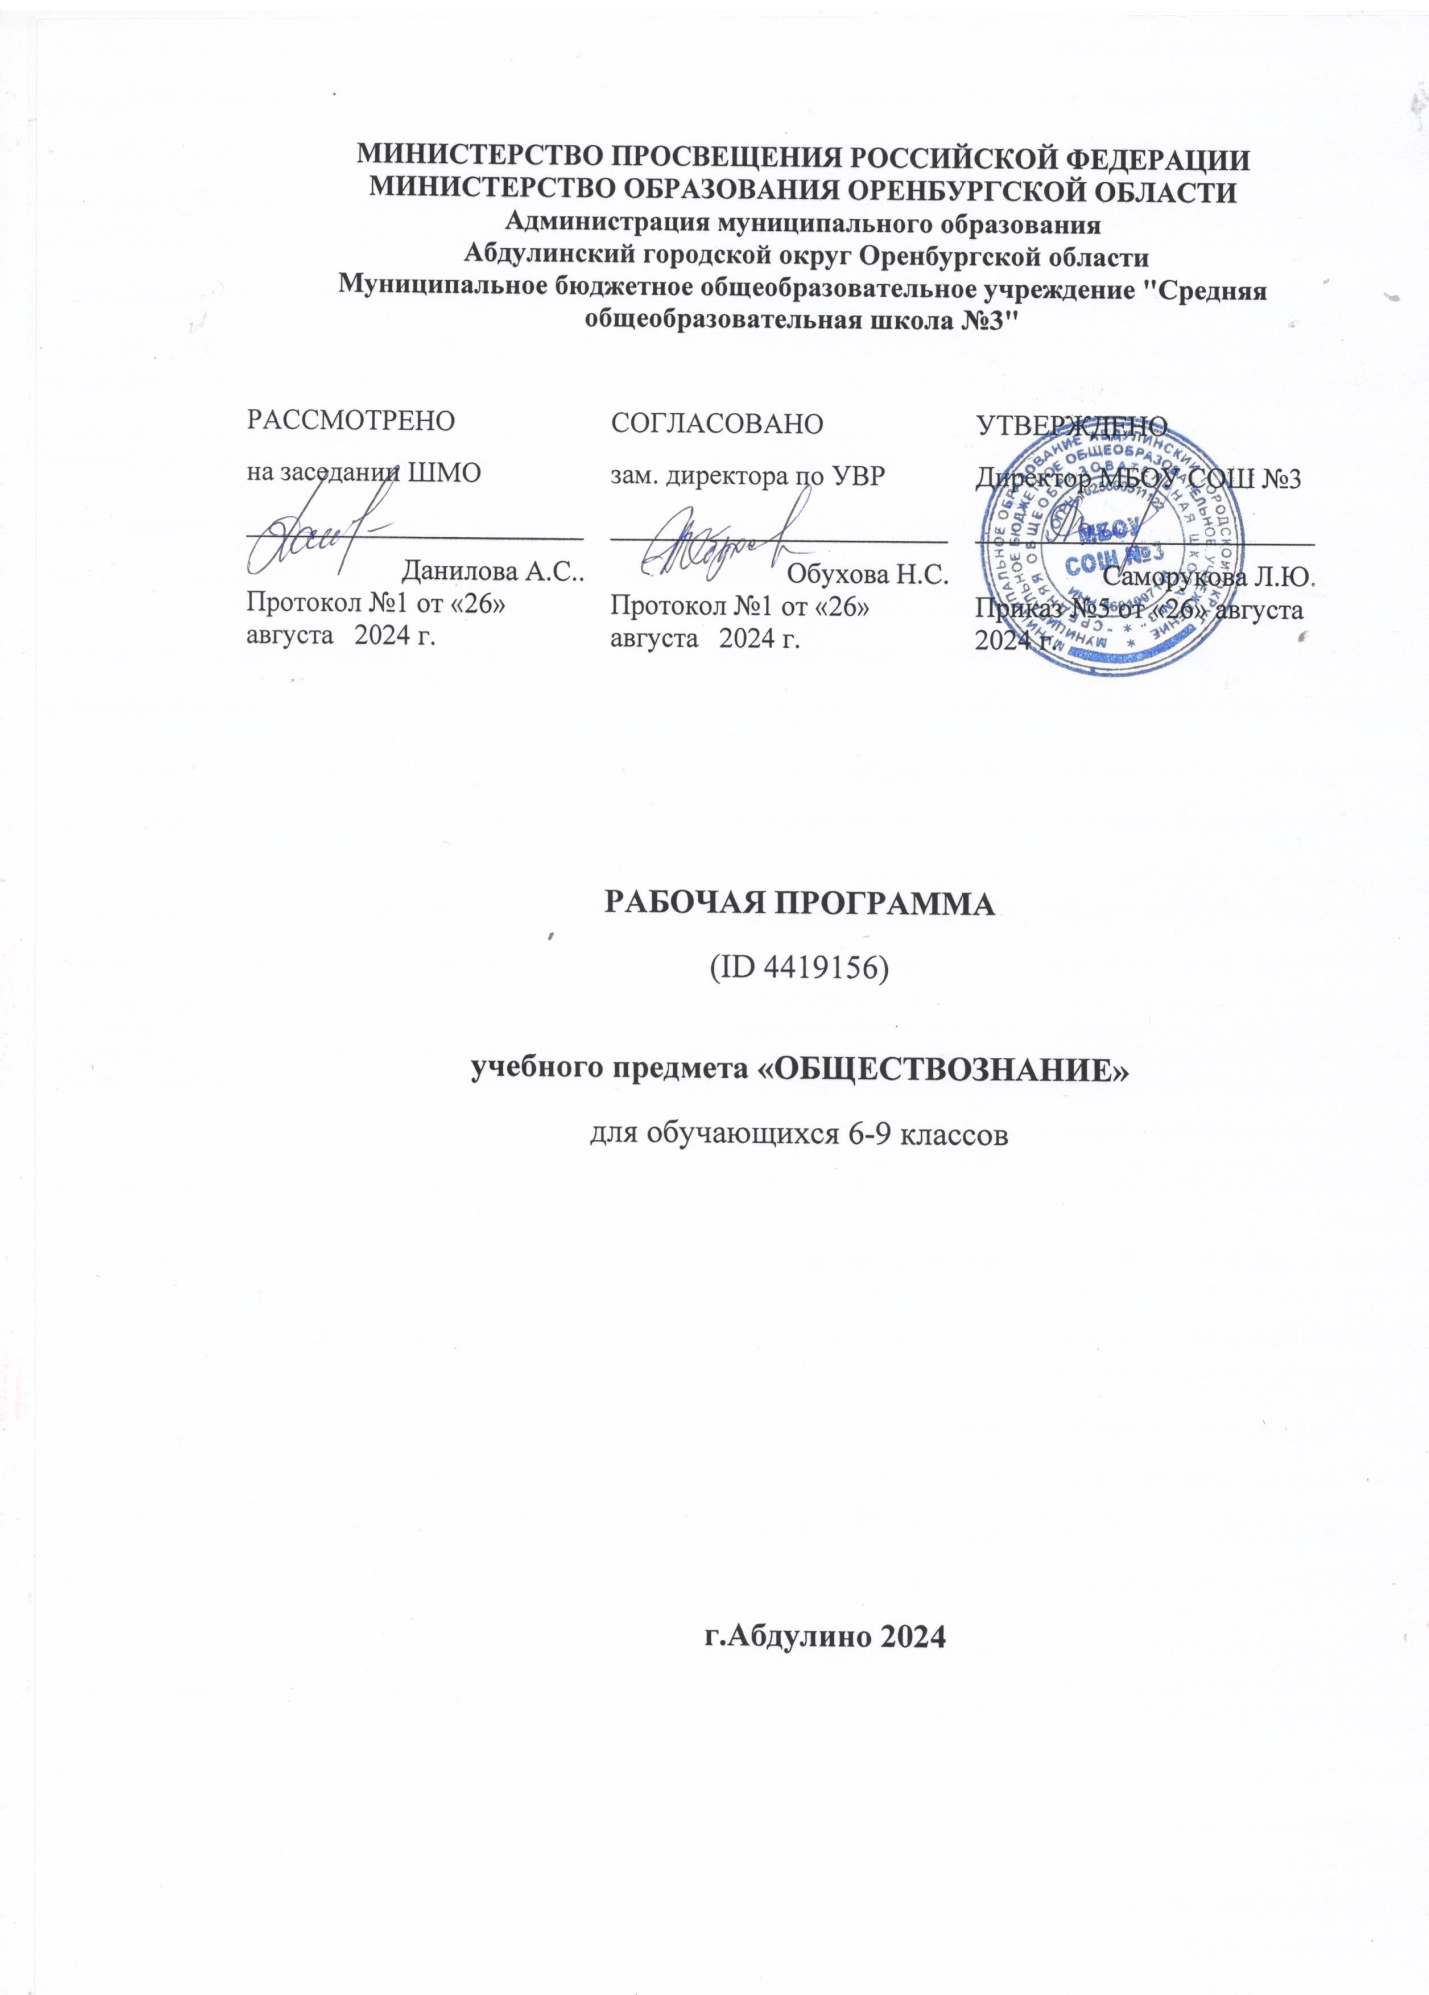 МИНИСТЕРСТВО ПРОСВЕЩЕНИЯ РОССИЙСКОЙ ФЕДЕРАЦИИ
МИНИСТЕРСТВО ОБРАЗОВАНИЯ ОРЕНБУРГСКОЙ ОБЛАСТИ
Администрация муниципального образования
Абдулинский городской округ Оренбургской области
Муниципальное бюджетное общеобразовательное учреждение "Средняя
общеобразовательная школа №3"
РАССМОТРЕНО
на заседании ШМО
Данилова А.С..
Протокол №1 от «26»
августа 2024 г.
СОГЛАСОВАНО
зам. директора по УВР
Обухова Н.С.
Протокол №1 от «26»
августа 2024 г.
УТВЕРЖДЕНО
Директор МБОУ СОШ №3
Саморукова Л.Ю.
Приказ №5 от «26» августа
2024 г.
МБОУ
СОШ №3
РАБОЧАЯ ПРОГРАММА
(ID 4419156)
учебного предмета «ОБЩЕСТВОЗНАНИЕ»
для обучающихся 6-9 классов
г.Абдулино 2024